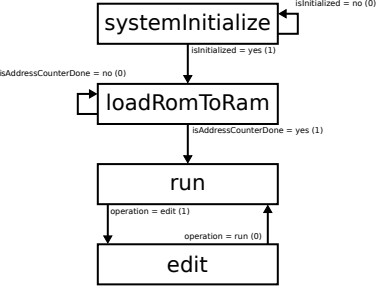 isInitialized = no (0)
systemInitialize
isInitialized = yes (1)
isAddressCounterDone = no (0)
loadRomToRam
isAddressCounterDone = yes (1)
run
operation = edit (1)
operation = run (0)
edit